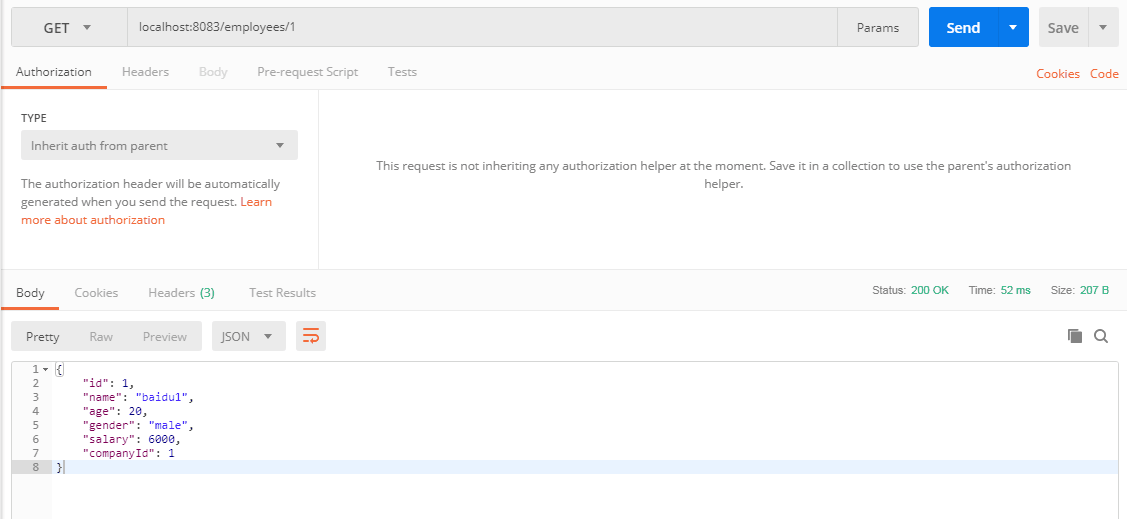 GET localhost:8083/employees/1 Params Send Save
Authorization Headers Body Pre-request Script Tests Cookies Code
TYPE
Inherit auth from parent
The authorization header will be automatically
generated when you send the request. Learn
more about authorization
This request is not inheriting any authorization helper at the moment. Save it in a collection to use the parent's authorization
helper.
Body Cookies Headers (3) Test Results Status: 200 OK Time: 52 ms Size: 207 B
Pretty Raw Preview JSON
1 {
2 "id": 1,
3 "name": "baidu1",
4 "age": 20,
5 "gender": "male",
6 "salary": 6000,
7 "companyId": 1
8 }